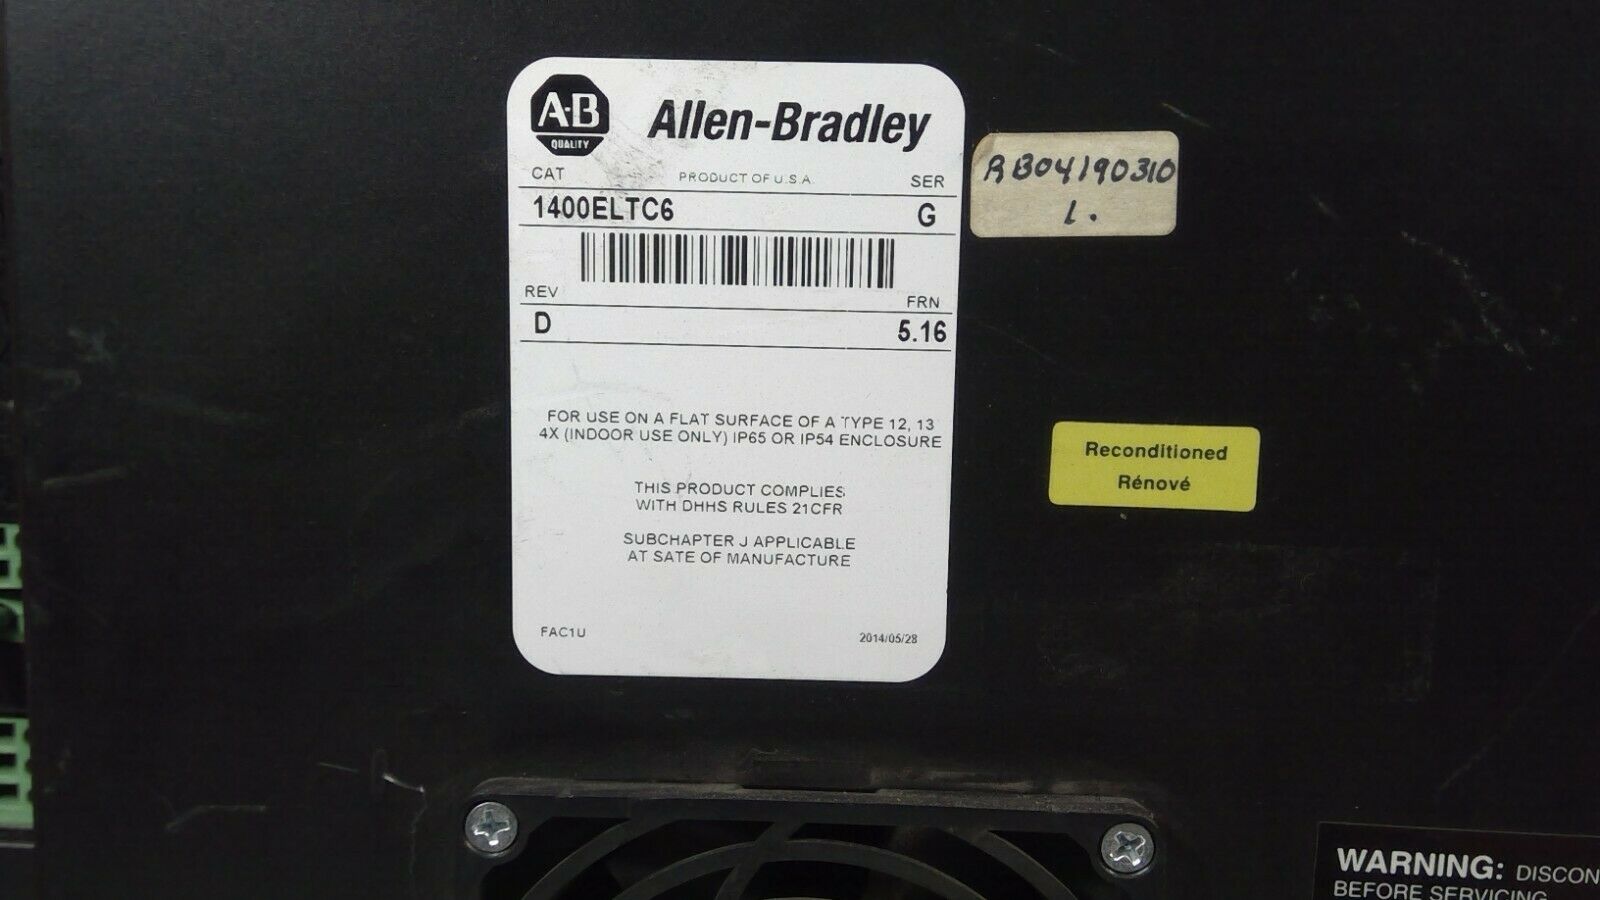 A·B
QUALITY
Allen-Bradley
CAT
PRODUCT OF U.S.A
SER
1400ELTC6
G
REV
FRN
D
5.16
FOR USE ON A FLAT SURFACE OF A TYPE 12, 13
4X (INDOOR USE ONLY) IP65 OR IP54 ENCLOSURE
THIS PRODUCT COMPLIES
WITH DHHS RULES 21CFR
SUBCHAPTER J APPLICABLE
AT SATE OF MANUFACTURE
FAC1U
2014/05/28
RB04190310
1.
Reconditioned
Rénové
WARNING: DISCON
BEFORE SERVICING